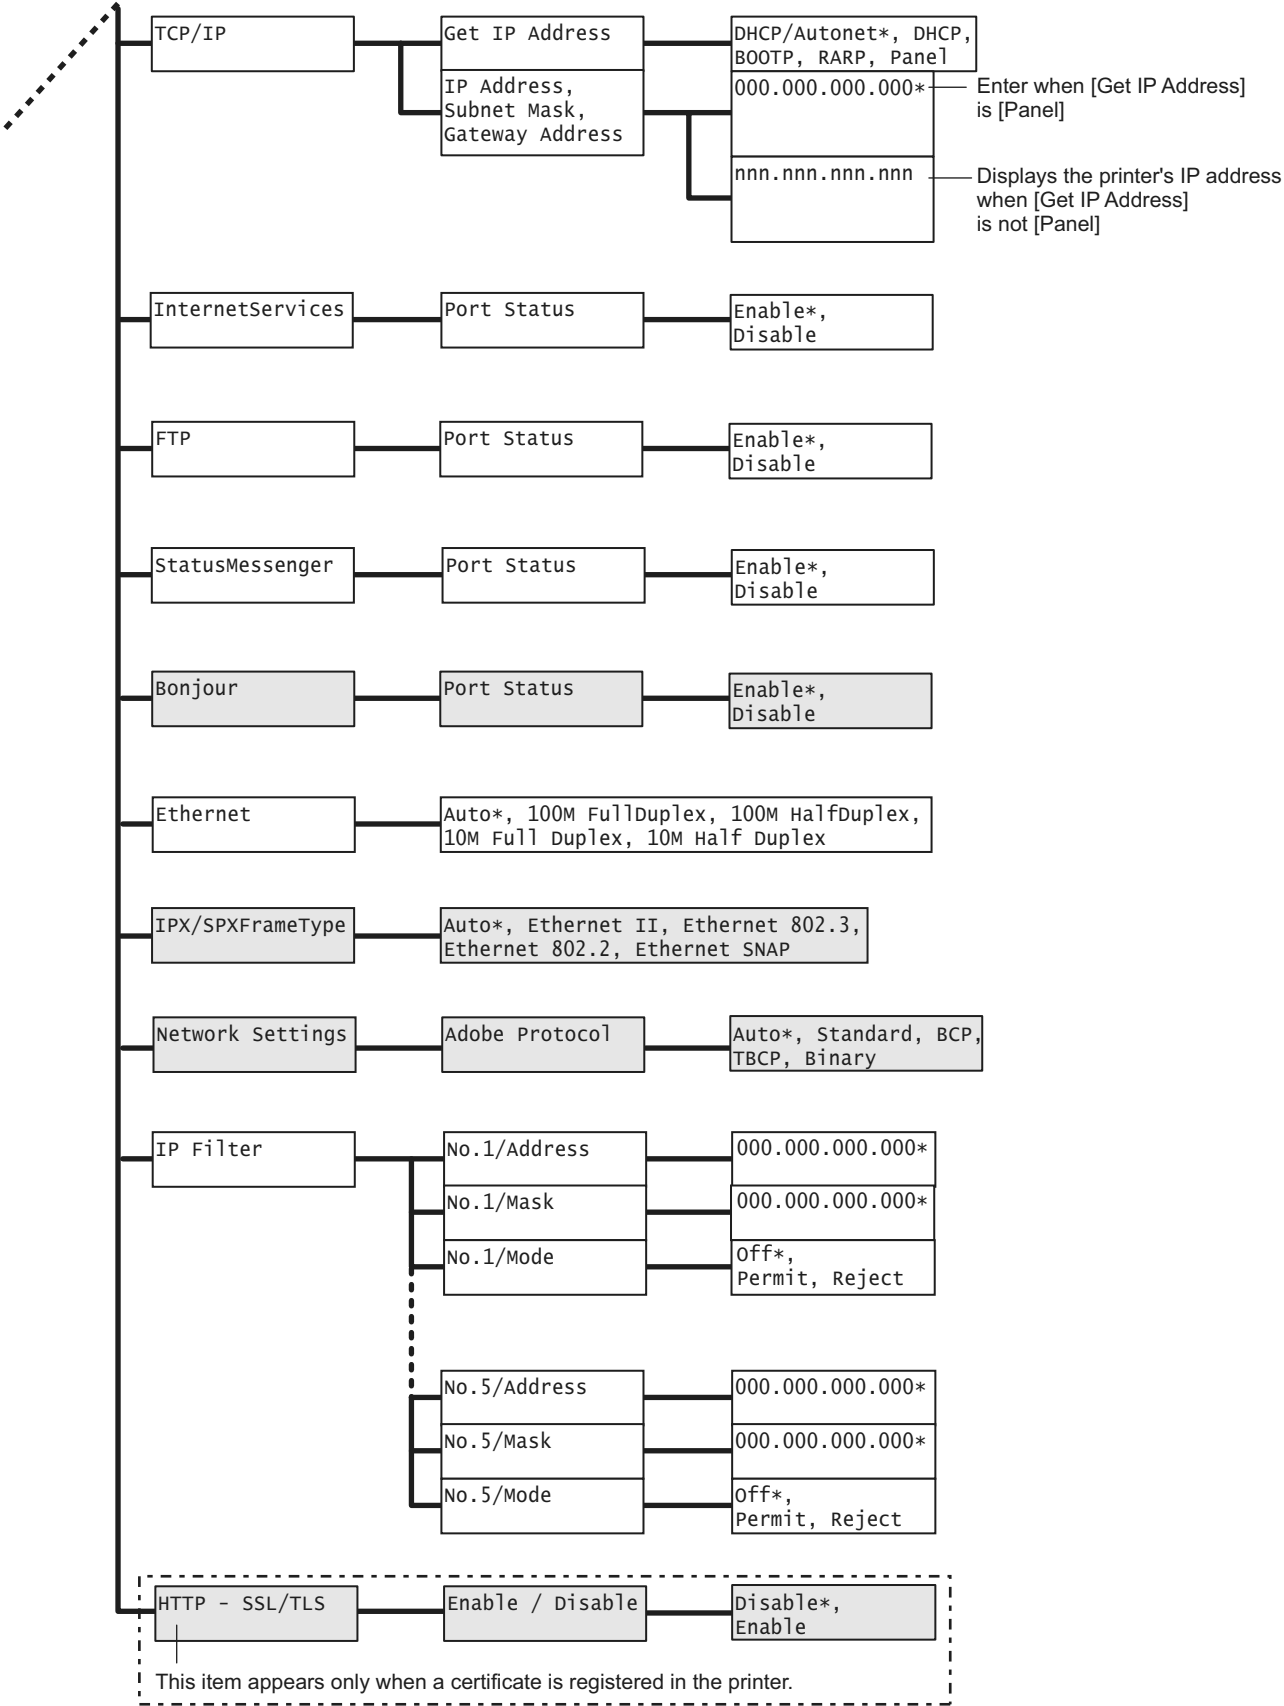 TCP/IP
Get IP Address
DHCP/Autonet*, DHCP,
BOOTP, RARP, Panel
IP Address,
Subnet Mask,
Gateway Address
000.000.000.000*
Enter when [Get IP Address]
is [Panel]
nnn.nnn.nnn.nnn
Displays the printer's IP address
when [Get IP Address]
is not [Panel]
InternetServices
Port Status
Enable*,
Disable
FTP
Port Status
Enable*,
Disable
StatusMessenger
Port Status
Enable*,
Disable
Bonjour
Port Status
Enable*,
Disable
Ethernet
Auto*, 100M FullDuplex, 100M HalfDuplex,
10M Full Duplex, 10M Half Duplex
IPX/SPXFrameType
Auto*, Ethernet II, Ethernet 802.3,
Ethernet 802.2, Ethernet SNAP
Network Settings
Adobe Protocol
Auto*, Standard, BCP,
TBCP, Binary
IP Filter
No.1/Address
000.000.000.000*
No.1/Mask
000.000.000.000*
No.1/Mode
Off*,
Permit, Reject
No.5/Address
000.000.000.000*
No.5/Mask
000.000.000.000*
No.5/Mode
Off*,
Permit, Reject
HTTP - SSL/TLS
Enable / Disable
Disable*,
Enable
This item appears only when a certificate is registered in the printer.